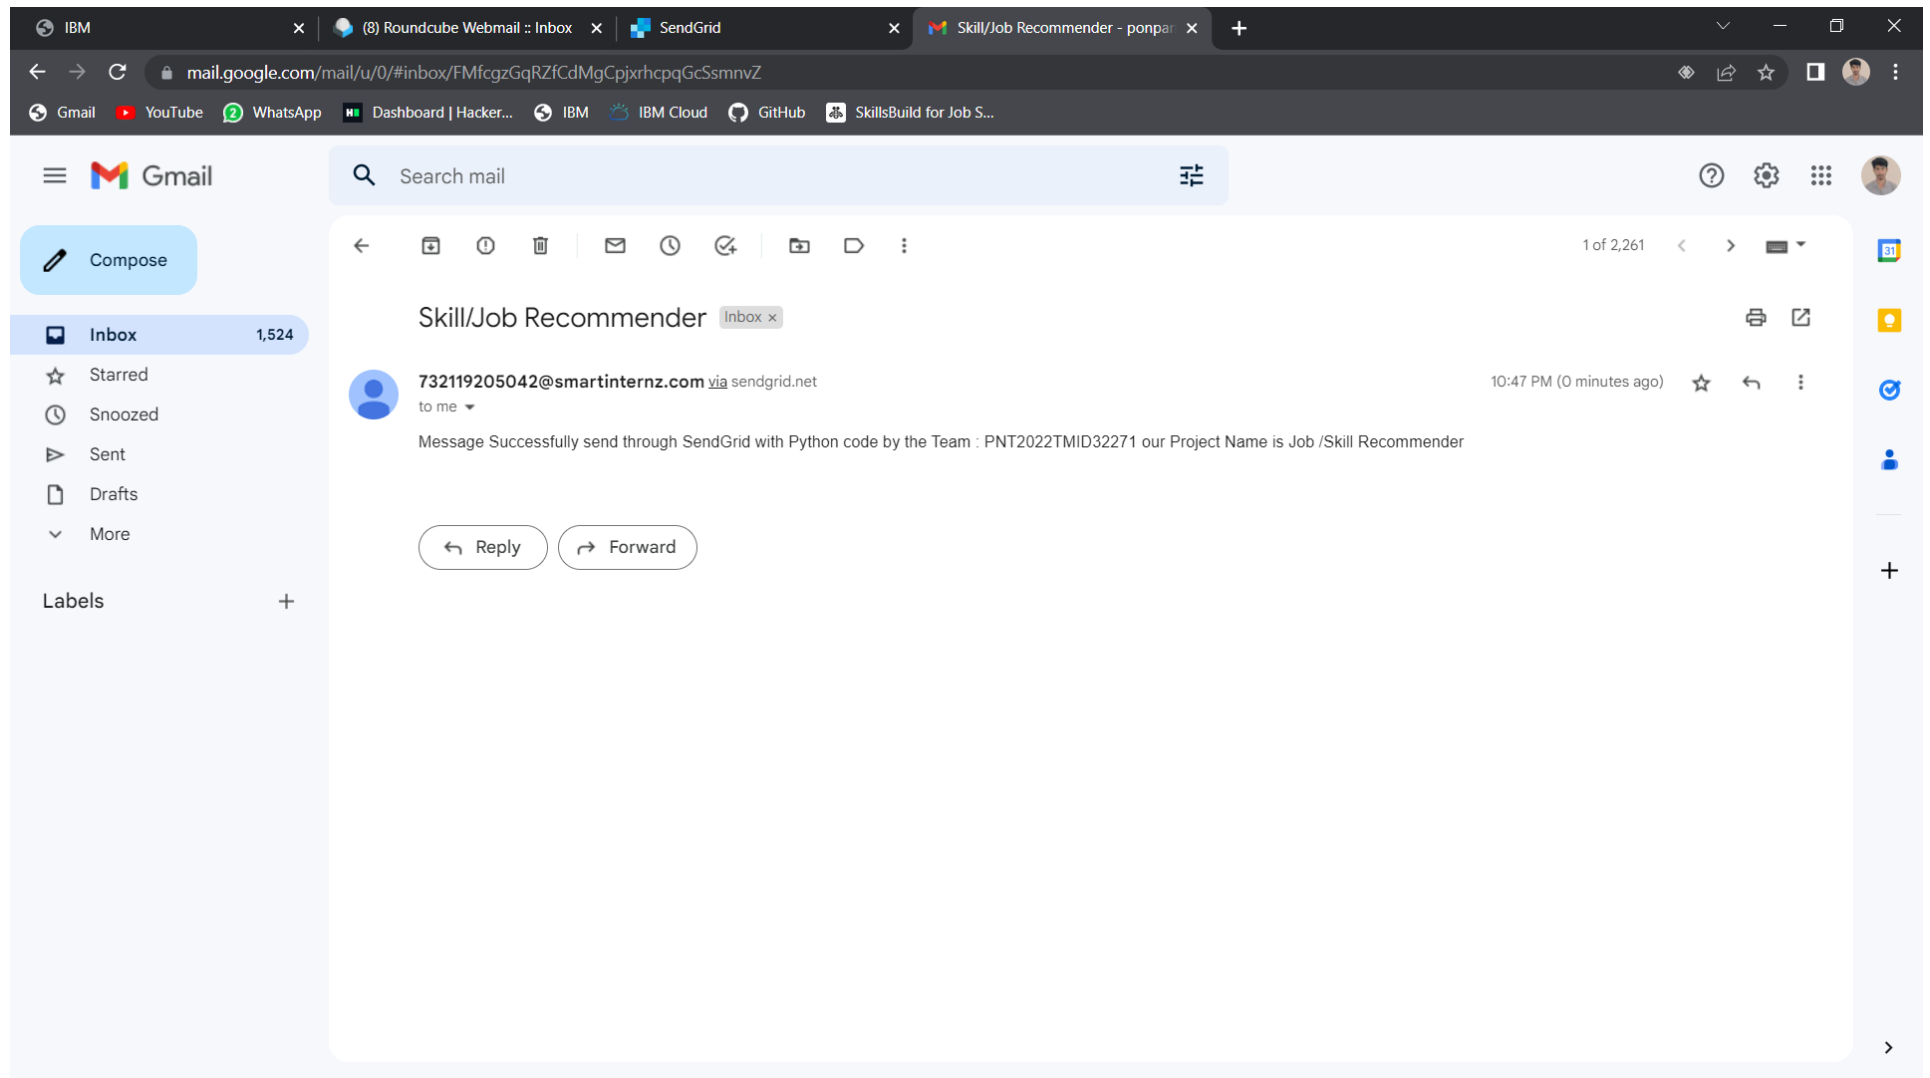 IBM
(8) Roundcube Webmail :: Inbox
SendGrid
Skill/Job Recommender - ponpar
mail.google.com/mail/u/0/#inbox/FMfcgzGqRZfCdMgCpjxrhcpqGcSsmnvZ
Gmail YouTube WhatsApp Dashboard | Hacker... IBM IBM Cloud GitHub SkillsBuild for Job S...
Gmail
Search mail
Compose
1 of 2,261
31
Inbox 1,524
Starred
Snoozed
Sent
Drafts
More
Labels
Skill/Job Recommender Inbox ×
732119205042@smartinternz.com via sendgrid.net
10:47 PM (0 minutes ago)
to me
Message Successfully send through SendGrid with Python code by the Team : PNT2022TMID32271 our Project Name is Job /Skill Recommender
Reply
Forward